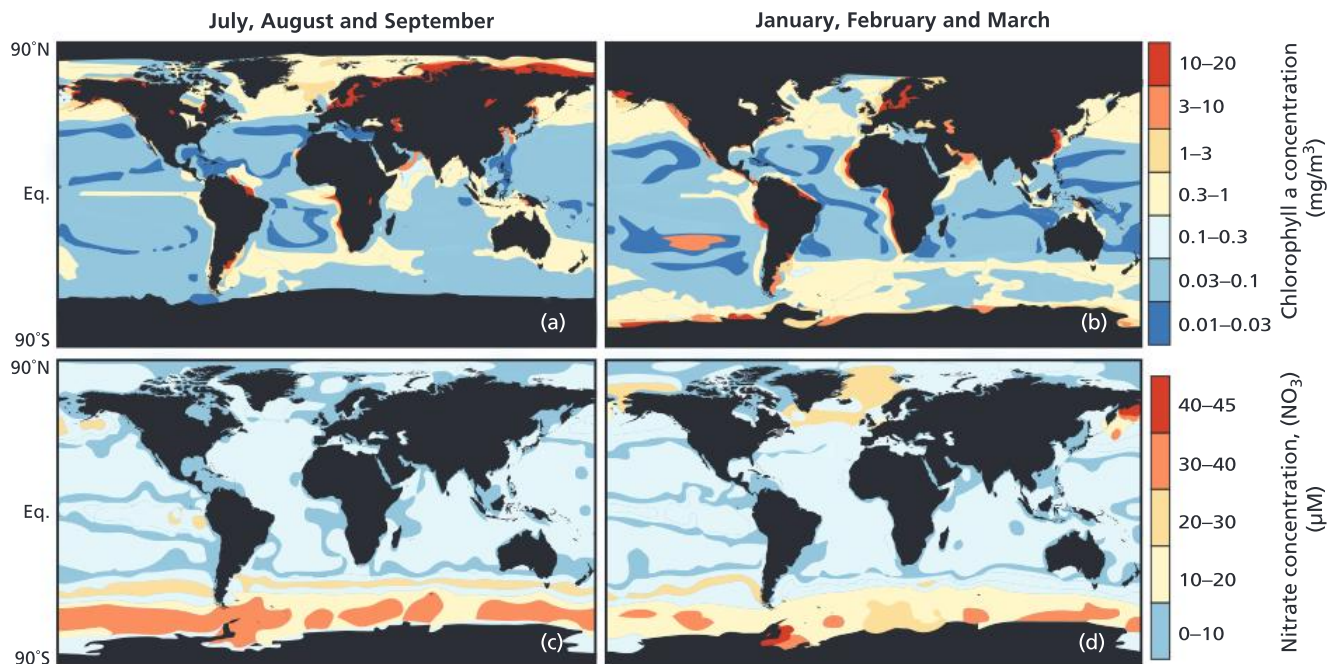 July, August and September
January, February and March
90°N
Eq.
90°S
(a)
(b)
10–20
3–10
1–3
0.3–1
0.1–0.3
0.03–0.1
0.01–0.03
Chlorophyll a concentration
(mg/m³)
90°N
Eq.
90°S
(c)
(d)
40–45
30–40
20–30
10–20
0–10
Nitrate concentration, (NO₃)
(µM)